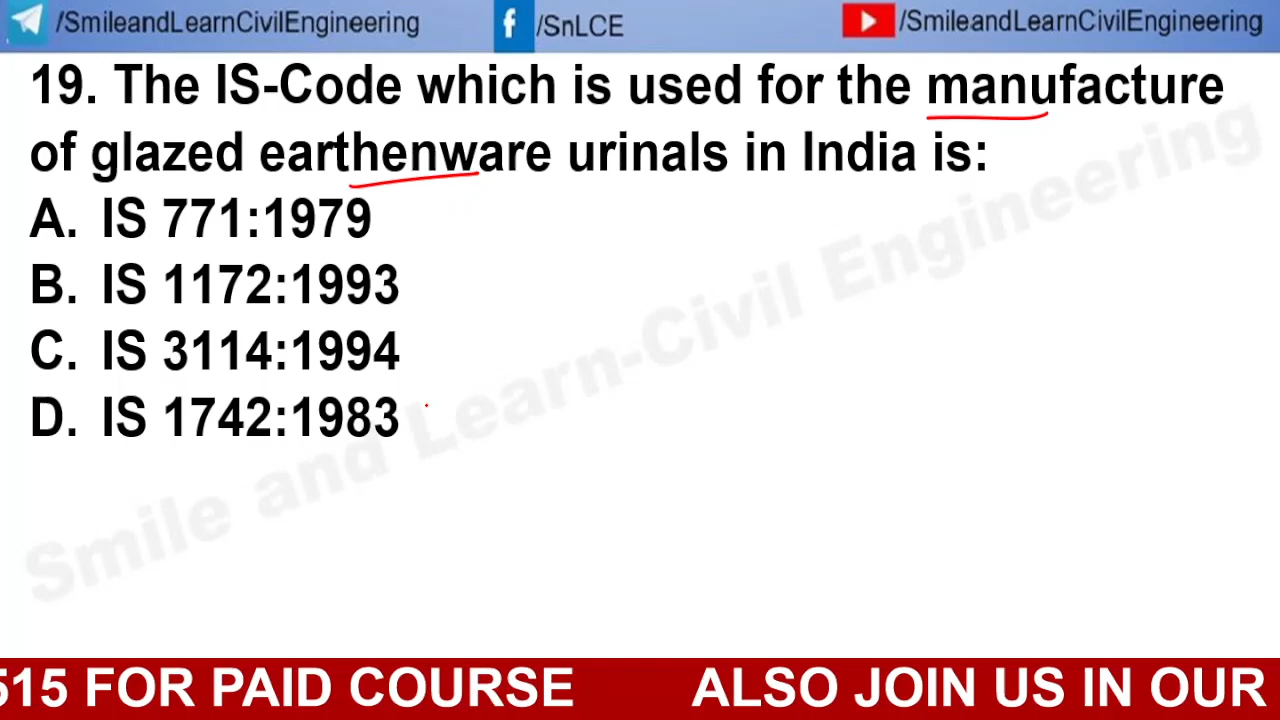 /SmileandLearnCivilEngineering /SnLCE /SmileandLearnCivilEngineering
19. The IS-Code which is used for the manufacture
of glazed earthenware urinals in India is:
A. IS 771:1979
B. IS 1172:1993
C. IS 3114:1994
D. IS 1742:1983
Smile and Learn-Civil Engineering
515 FOR PAID COURSE ALSO JOIN US IN OUR